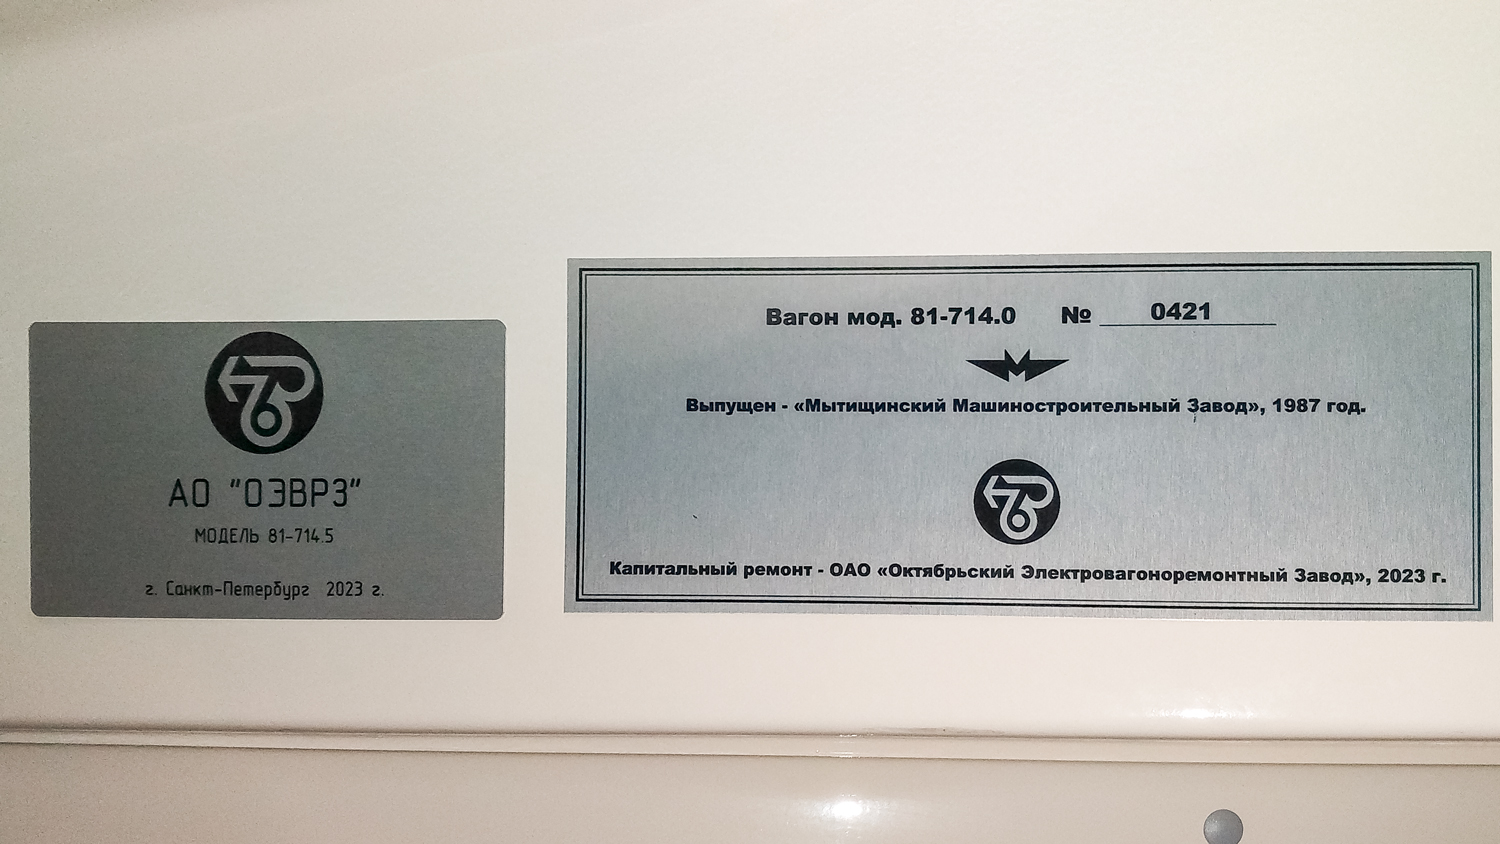 АО "ОЭВРЗ"
МОДЕЛЬ 81-714.5
г. Санкт-Петербург 2023 г.
Вагон мод. 81-714.0 № 0421
Выпущен - «Мытищинский Машиностроительный Завод», 1987 год.
Капитальный ремонт - ОАО «Октябрьский Электровагоноремонтный Завод», 2023 г.